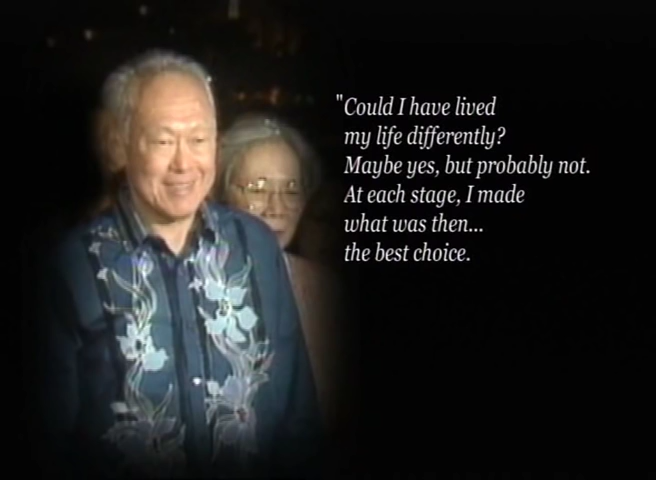 "Could I have lived
my life differently?
Maybe yes, but probably not.
At each stage, I made
what was then...
the best choice.